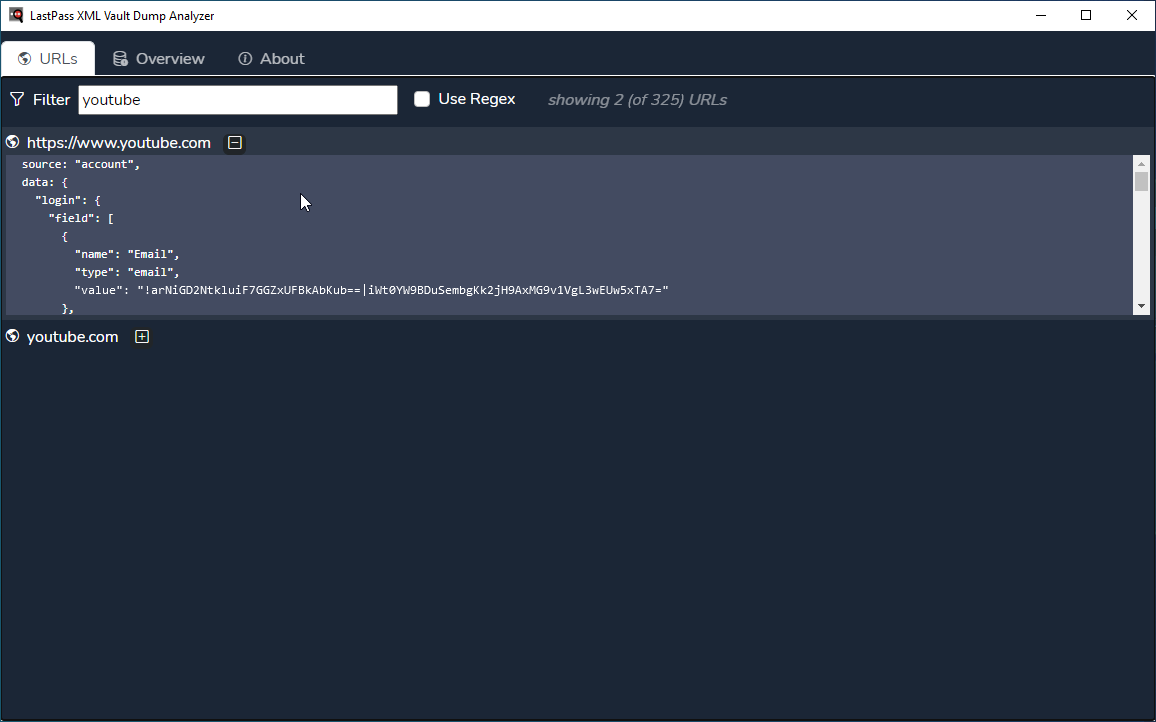 LastPass XML Vault Dump Analyzer
URLs Overview About
Filter youtube Use Regex showing 2 (of 325) URLs
https://www.youtube.com
source: "account",
data: {
"login": {
"field": [
{
"name": "Email",
"type": "email",
"value": "!arNiGD2NtkluiF7GGZxUFBkAbKub==|iWt0YW9BDuSembgKk2jH9AxMG9v1VgL3wEUw5xTA7="
},
youtube.com